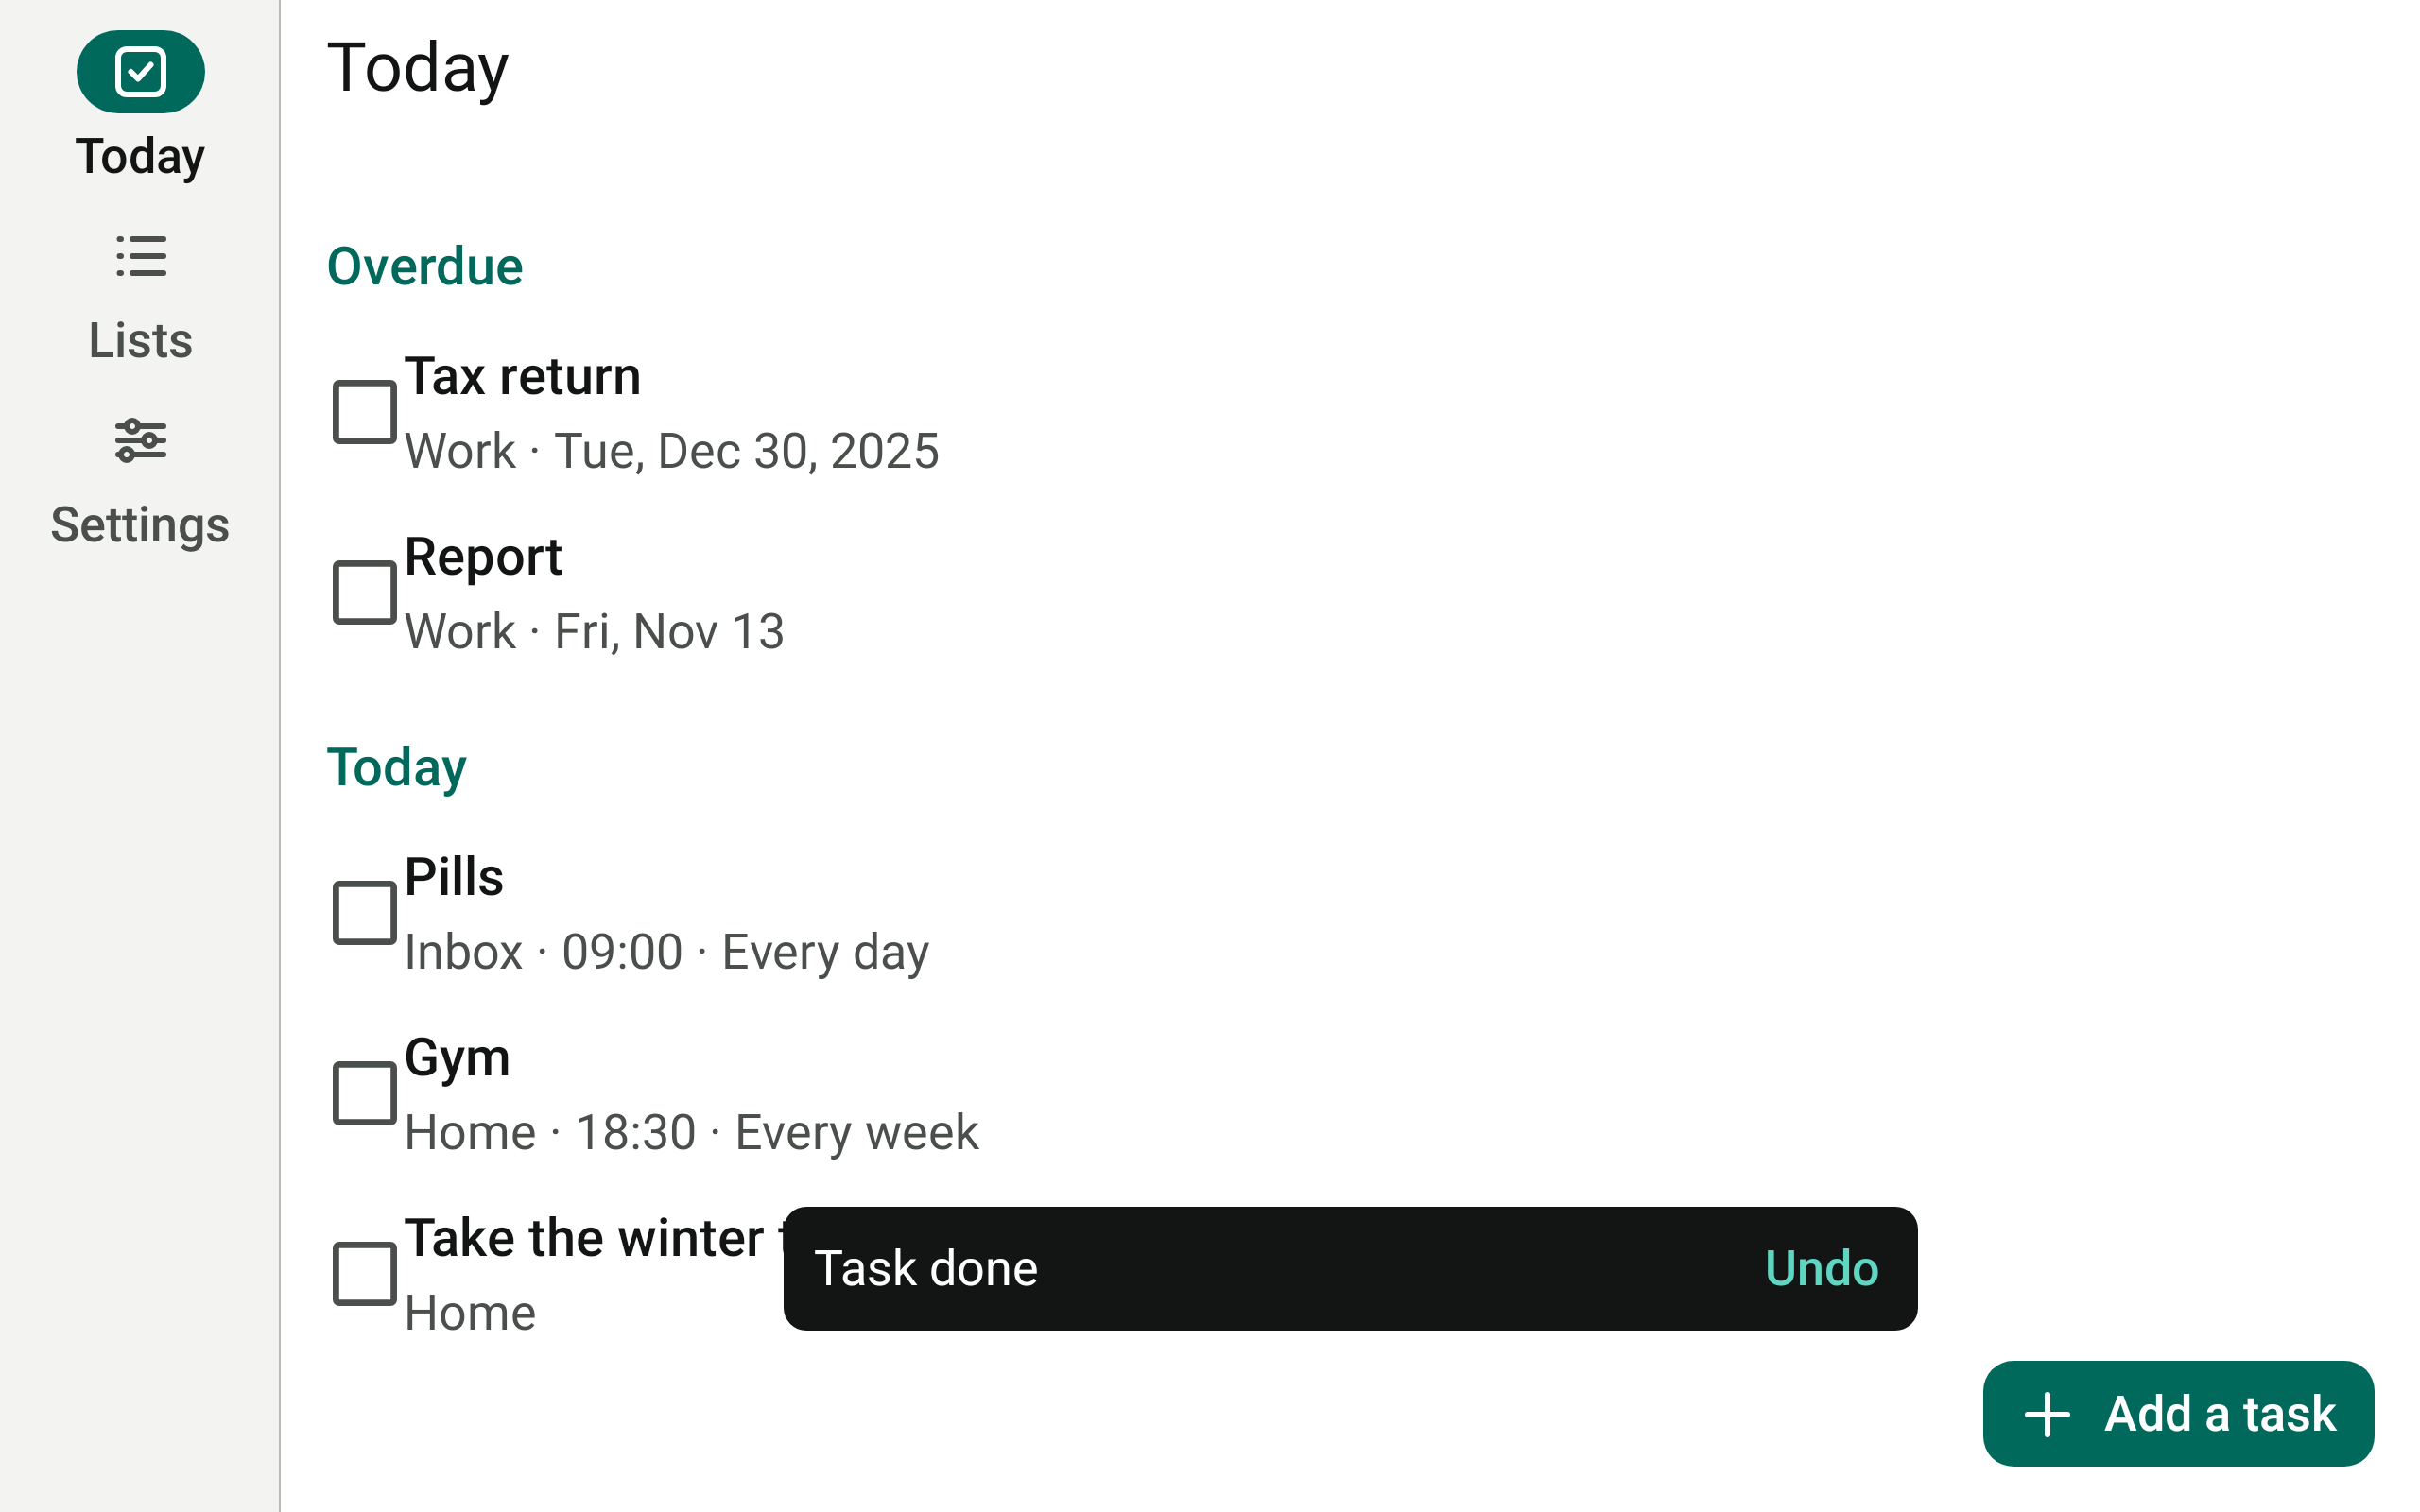 Today
Lists
Settings
Today
Overdue
Tax return
Work · Tue, Dec 30, 2025
Report
Work · Fri, Nov 13
Today
Pills
Inbox · 09:00 · Every day
Gym
Home · 18:30 · Every week
Take the winter
Home
Task done
Undo
Add a task